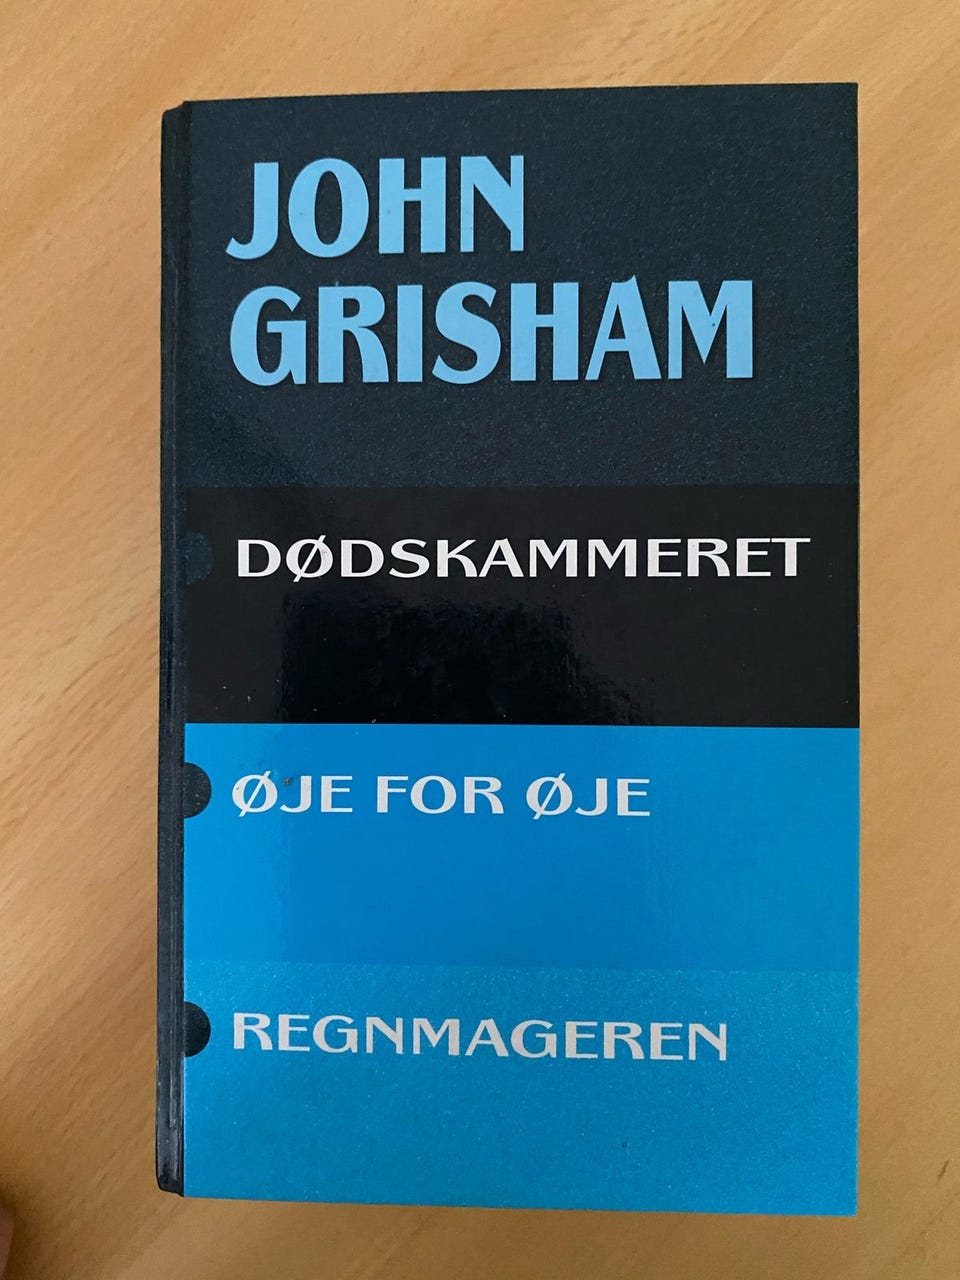 JOHN
GRISHAM
DØDSKAMMERET
ØJE FOR ØJE
REGNMAGEREN